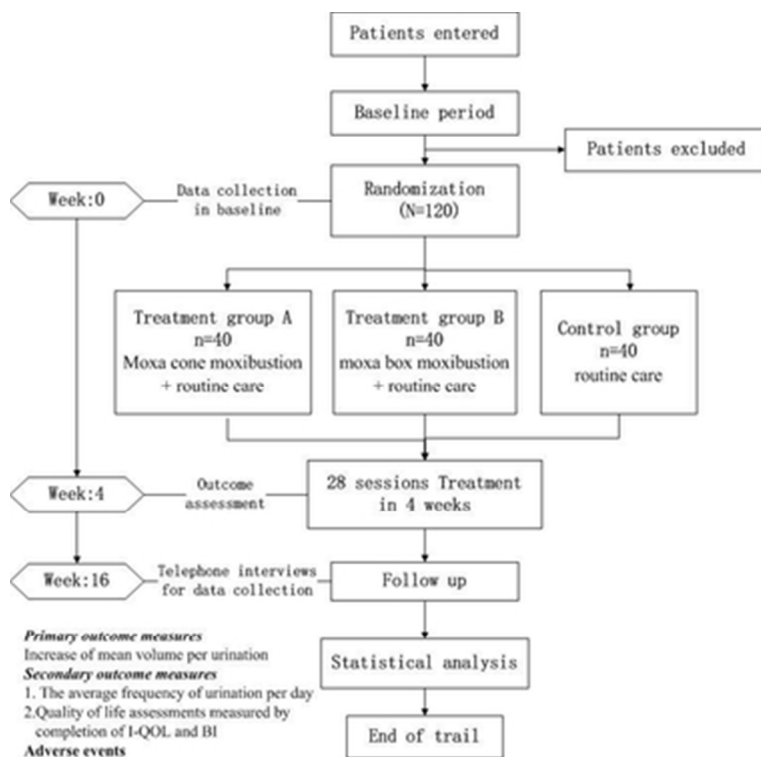 Patients entered
Baseline period
Patients excluded
Week:0
Data collection
in baseline
Randomization
(N=120)
Treatment group A
n=40
Moxa cone moxibustion
+ routine care
Treatment group B
n=40
moxa box moxibustion
+ routine care
Control group
n=40
routine care
Week:4
Outcome
assessment
28 sessions Treatment
in 4 weeks
Week:16
Telephone interviews
for data collection
Follow up
Primary outcome measures
Increase of mean volume per urination
Secondary outcome measures
1. The average frequency of urination per day
2.Quality of life assessments measured by
completion of I-QOL and BI
Adverse events
Statistical analysis
End of trail